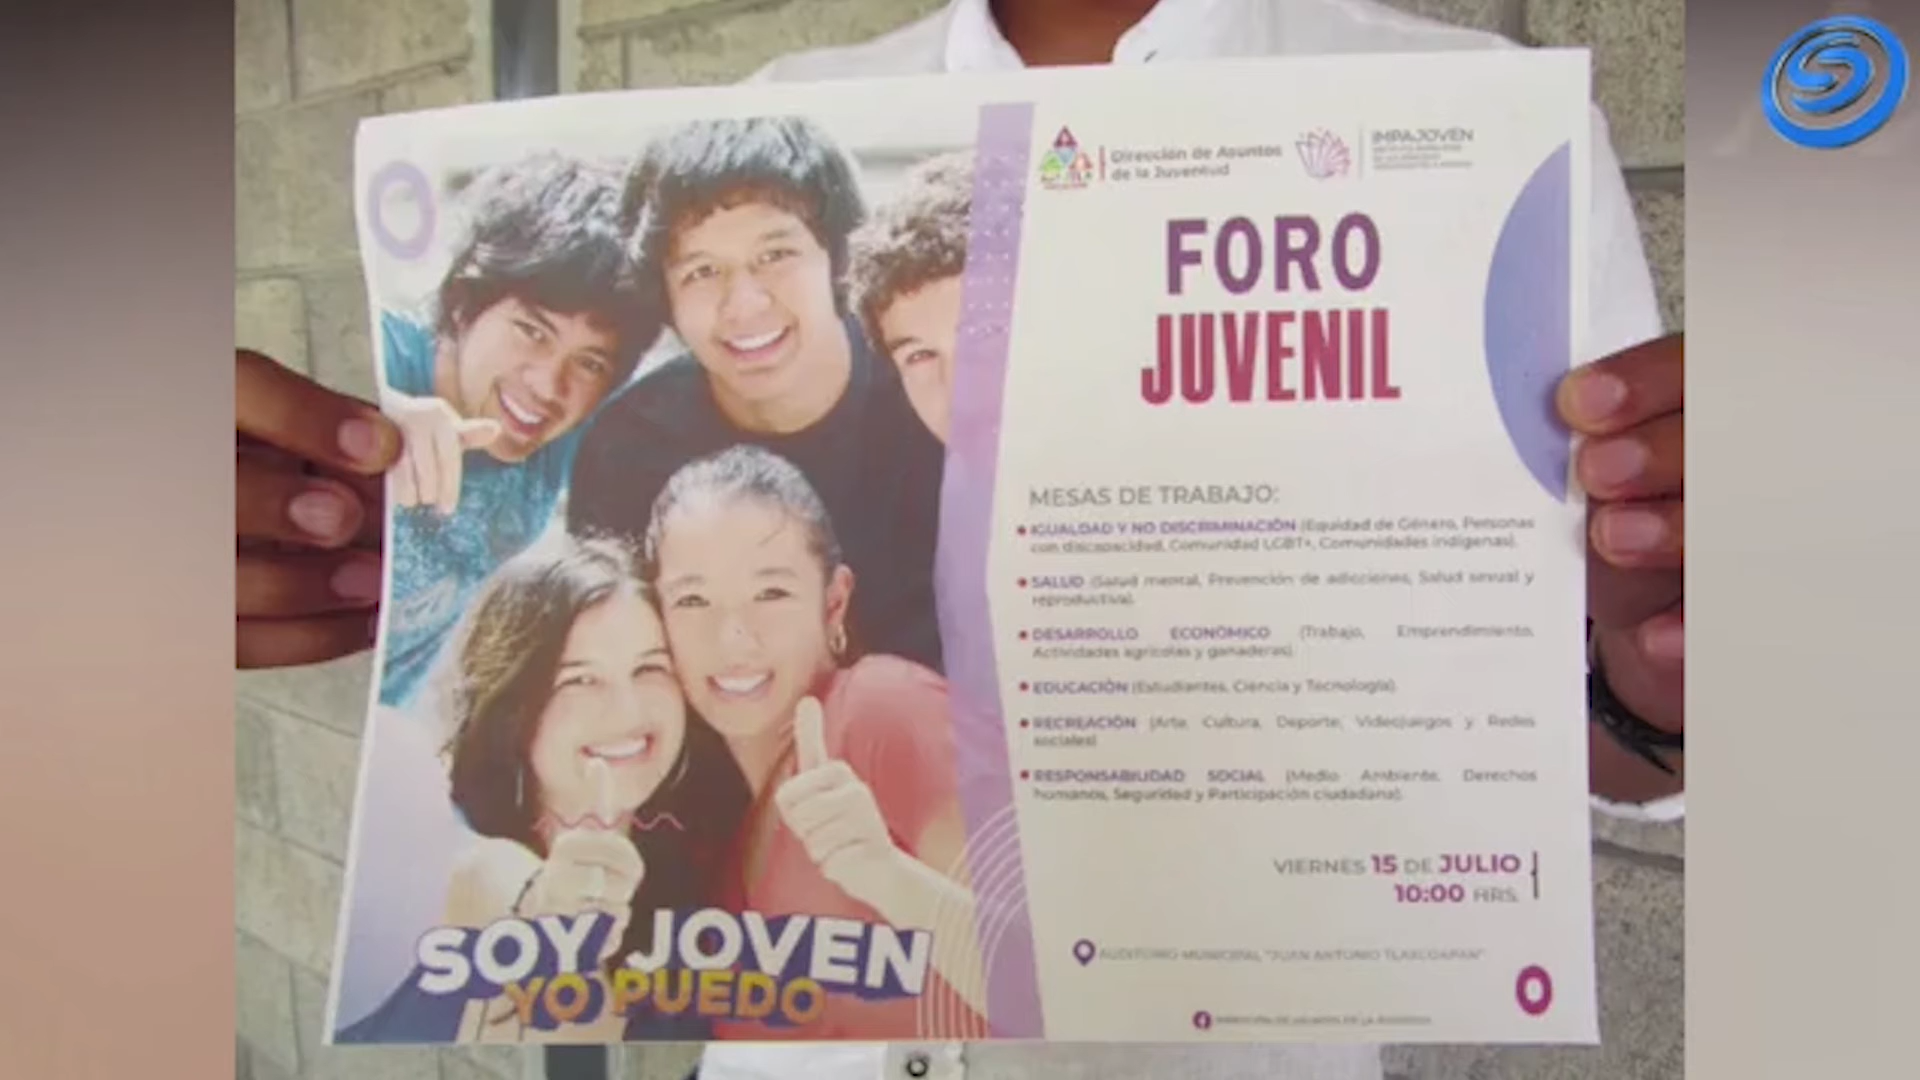 Dirección de Asuntos
de la Juventud
IMPAJOVEN
FORO
JUVENIL
MESAS DE TRABAJO:
IGUALDAD Y NO DISCRIMINACIÓN (Equidad de Género, Personas
con discapacidad, Comunidad LGBT+, Comunidades indígenas).
SALUD (Salud mental, Prevención de adicciones, Salud sexual y
reproductiva).
DESARROLLO ECONÓMICO (Trabajo, Emprendimiento,
Actividades agrícolas y ganaderas).
EDUCACIÓN (Estudiantes, Ciencia y Tecnología).
RECREACIÓN (Arte, Cultura, Deporte, Videojuegos y Redes
sociales)
RESPONSABILIDAD SOCIAL (Medio Ambiente, Derechos
humanos, Seguridad y Participación ciudadana).
VIERNES 15 DE JULIO
10:00 HRS.
AUDITORIO MUNICIPAL "JUAN ANTONIO TLAXCOAPAN"
SOY JOVEN
YO PUEDO